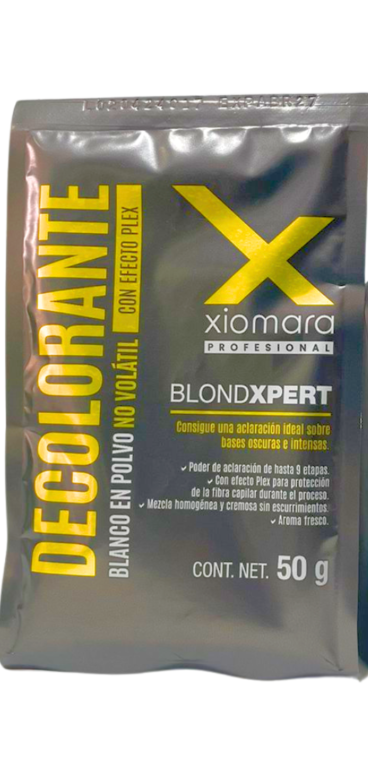 EXP ABR27
DECOLORANTE
BLANCO EN POLVO NO VOLÁTIL CON EFECTO PLEX
X
xiomara
PROFESIONAL
BLONDXPERT
Consigue una aclaración ideal sobre
bases oscuras e intensas.
✓ Poder de aclaración de hasta 9 etapas.
✓ Con efecto Plex para protección
de la fibra capilar durante el proceso.
✓ Mezcla homogénea y cremosa sin escurrimientos.
✓ Aroma fresco.
CONT. NET. 50 g